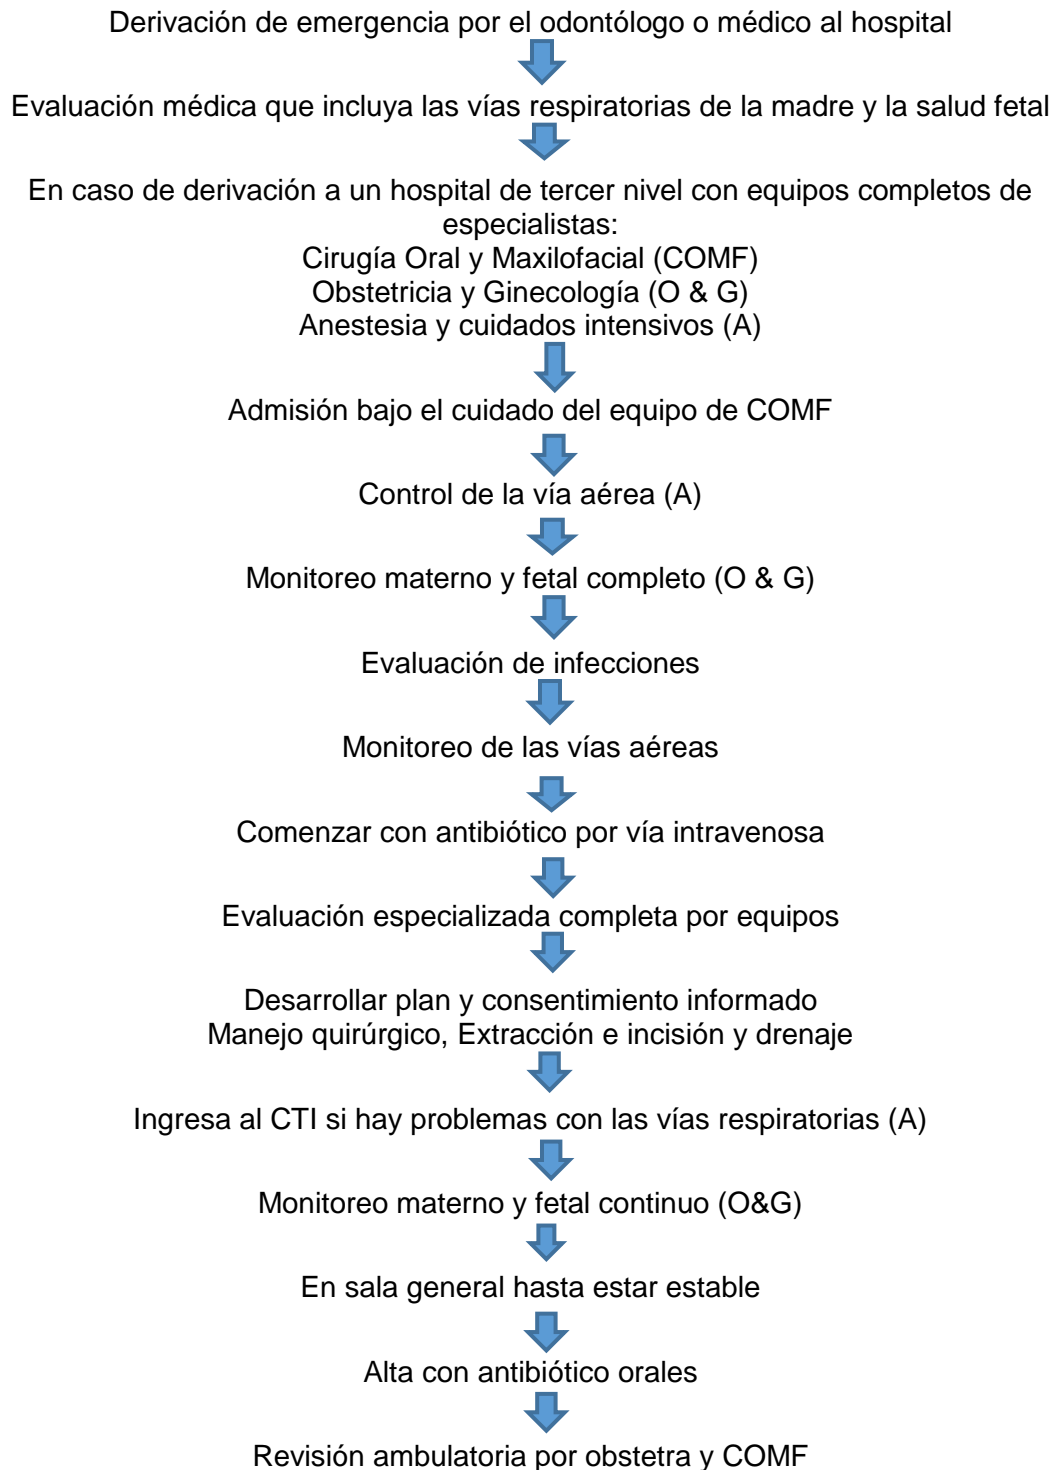 Derivación de emergencia por el odontólogo o médico al hospital
Evaluación médica que incluya las vías respiratorias de la madre y la salud fetal
En caso de derivación a un hospital de tercer nivel con equipos completos de
especialistas:
Cirugía Oral y Maxilofacial (COMF)
Obstetricia y Ginecología (O & G)
Anestesia y cuidados intensivos (A)
Admisión bajo el cuidado del equipo de COMF
Control de la vía aérea (A)
Monitoreo materno y fetal completo (O & G)
Evaluación de infecciones
Monitoreo de las vías aéreas
Comenzar con antibiótico por vía intravenosa
Evaluación especializada completa por equipos
Desarrollar plan y consentimiento informado
Manejo quirúrgico, Extracción e incisión y drenaje
Ingresa al CTI si hay problemas con las vías respiratorias (A)
Monitoreo materno y fetal continuo (O&G)
En sala general hasta estar estable
Alta con antibiótico orales
Revisión ambulatoria por obstetra y COMF